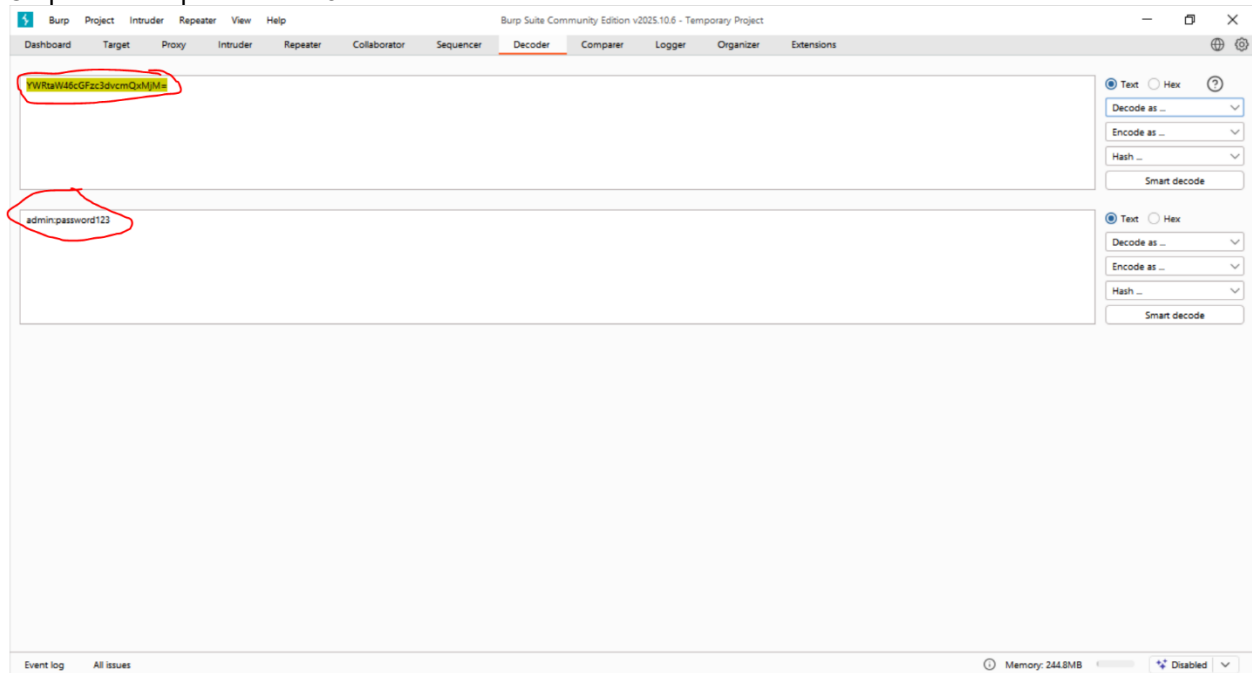 Burp Project Intruder Repeater View Help Burp Suite Community Edition v2025.10.6 - Temporary Project
Dashboard Target Proxy Intruder Repeater Collaborator Sequencer Decoder Comparer Logger Organizer Extensions
YWRtaW46cGFzc3dvcmQxMjM=
Text Hex ?
Decode as ...
Encode as ...
Hash ...
Smart decode
admin:password123
Text Hex
Decode as ...
Encode as ...
Hash ...
Smart decode
Event log All issues Memory: 244.8MB Disabled